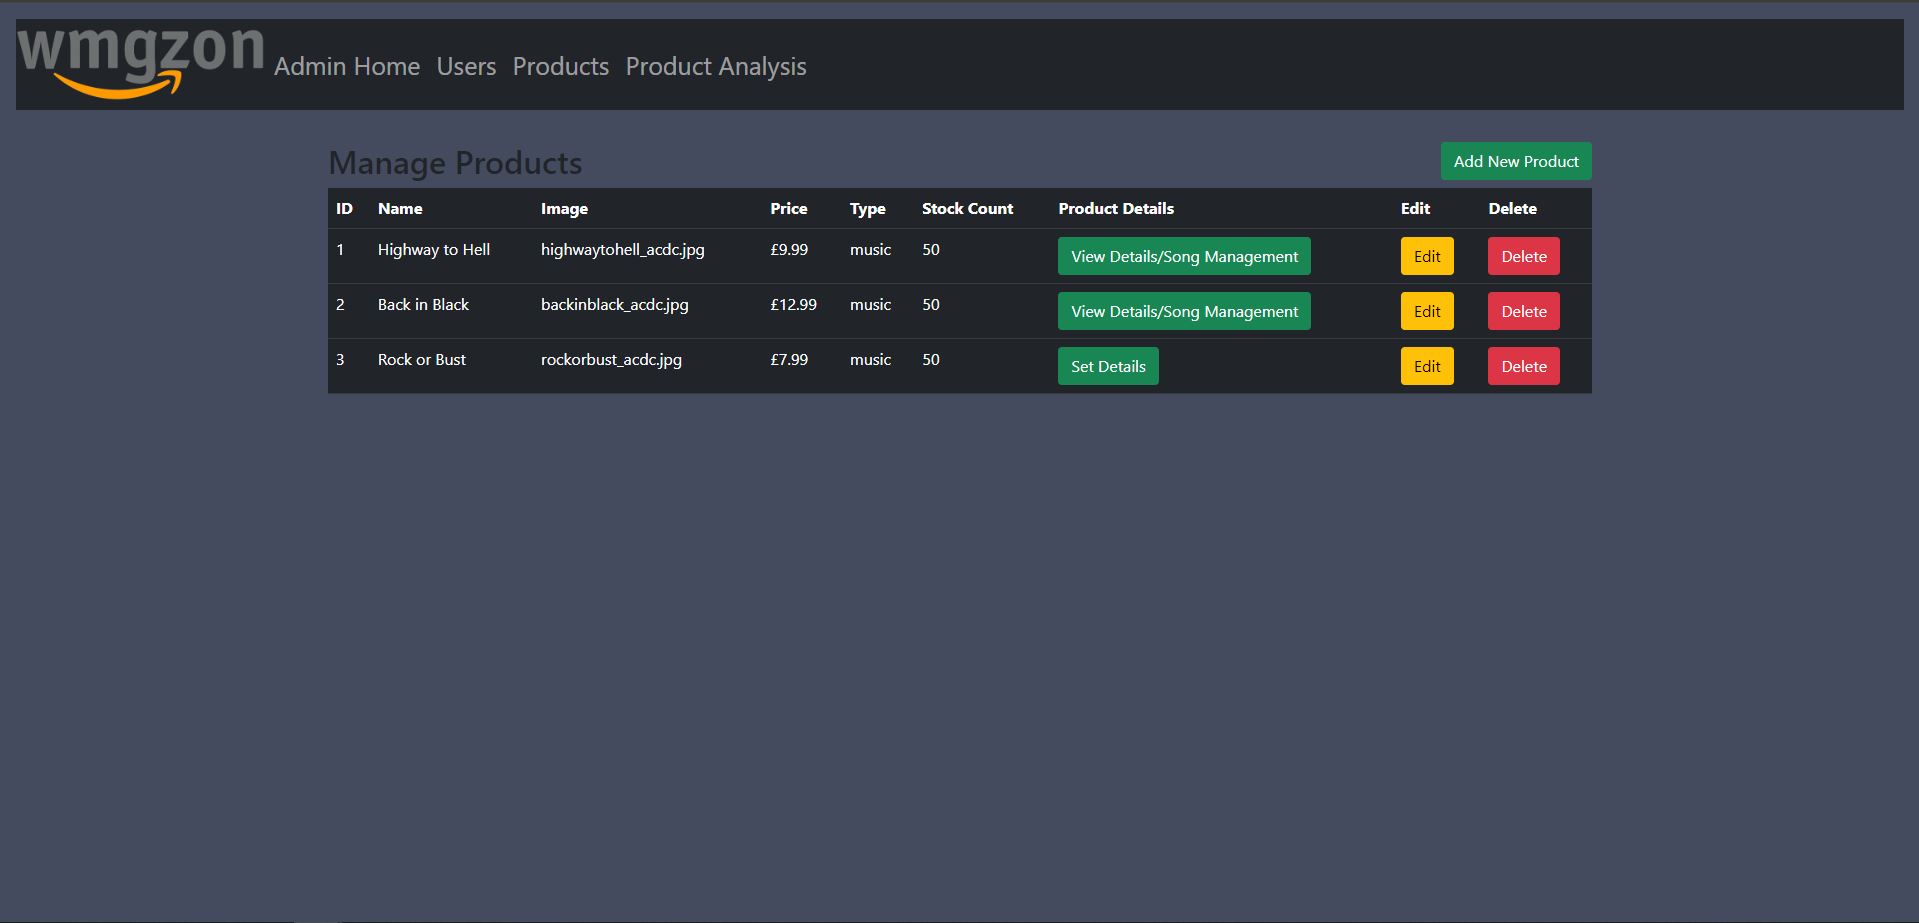 wmgzon
Admin Home Users Products Product Analysis
Manage Products
Add New Product
ID Name Image Price Type Stock Count Product Details Edit Delete
1 Highway to Hell highwaytohell_acdc.jpg £9.99 music 50 View Details/Song Management Edit Delete
2 Back in Black backinblack_acdc.jpg £12.99 music 50 View Details/Song Management Edit Delete
3 Rock or Bust rockorbust_acdc.jpg £7.99 music 50 Set Details Edit Delete